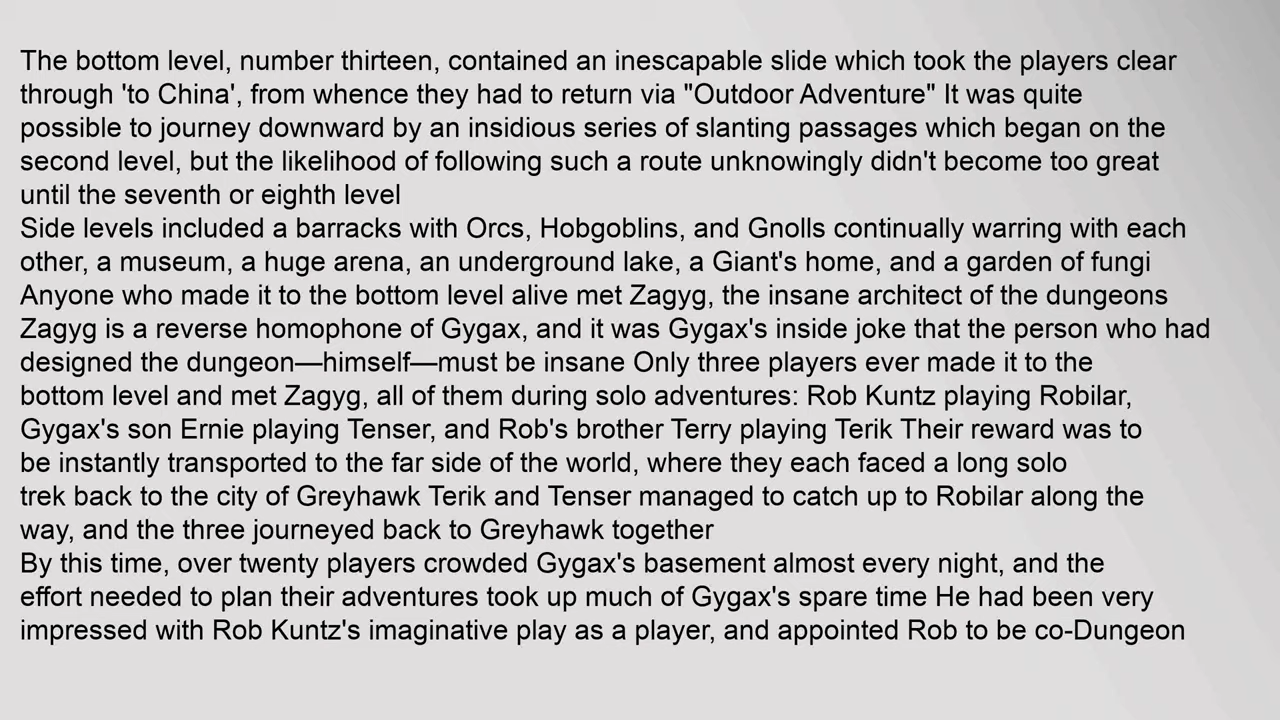 The bottom level, number thirteen, contained an inescapable slide which took the players clear
through 'to China', from whence they had to return via "Outdoor Adventure" It was quite
possible to journey downward by an insidious series of slanting passages which began on the
second level, but the likelihood of following such a route unknowingly didn't become too great
until the seventh or eighth level
Side levels included a barracks with Orcs, Hobgoblins, and Gnolls continually warring with each
other, a museum, a huge arena, an underground lake, a Giant's home, and a garden of fungi
Anyone who made it to the bottom level alive met Zagyg, the insane architect of the dungeons
Zagyg is a reverse homophone of Gygax, and it was Gygax's inside joke that the person who had
designed the dungeon—himself—must be insane Only three players ever made it to the
bottom level and met Zagyg, all of them during solo adventures: Rob Kuntz playing Robilar,
Gygax's son Ernie playing Tenser, and Rob's brother Terry playing Terik Their reward was to
be instantly transported to the far side of the world, where they each faced a long solo
trek back to the city of Greyhawk Terik and Tenser managed to catch up to Robilar along the
way, and the three journeyed back to Greyhawk together
By this time, over twenty players crowded Gygax's basement almost every night, and the
effort needed to plan their adventures took up much of Gygax's spare time He had been very
impressed with Rob Kuntz's imaginative play as a player, and appointed Rob to be co-Dungeon